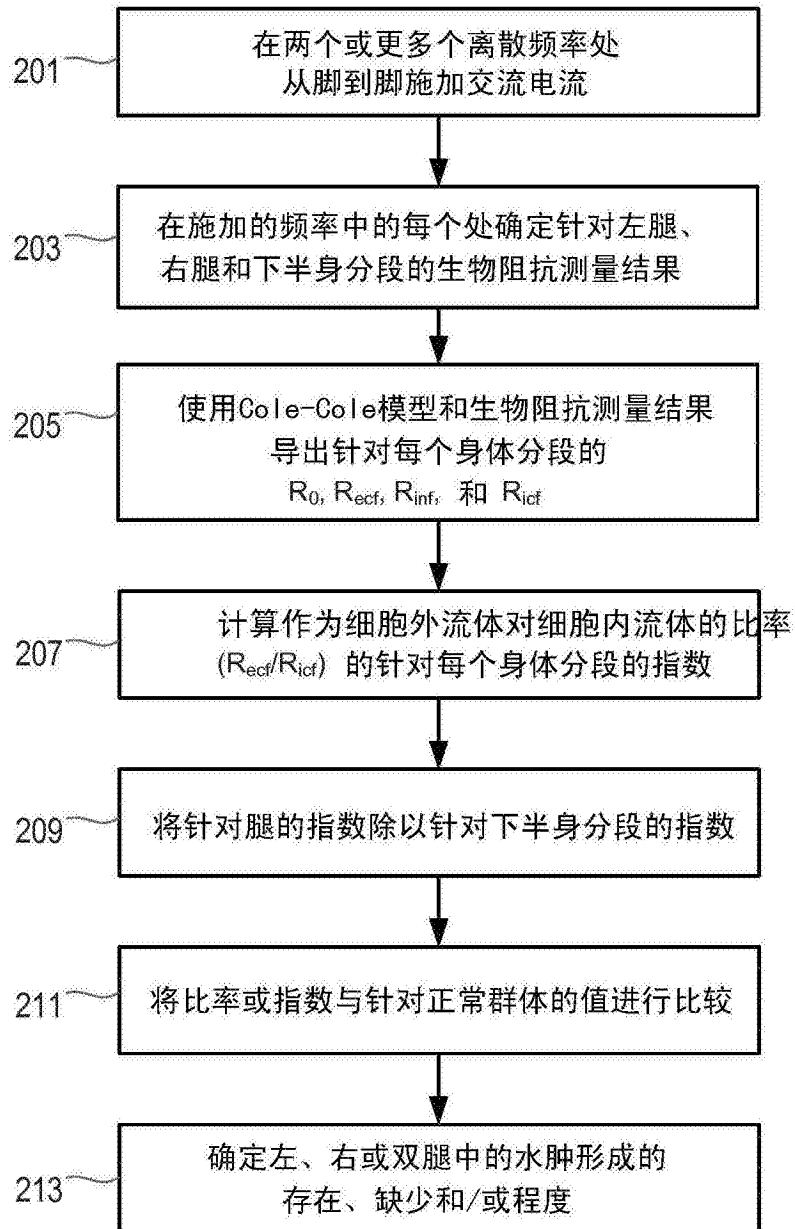 201
在两个或更多个离散频率处
从脚到脚施加交流电流
203
在施加的频率中的每个处确定针对左腿、
右腿和下半身分段的生物阻抗测量结果
205
使用Cole-Cole模型和生物阻抗测量结果
导出针对每个身体分段的
R0, Recf, Rinf, 和 Ricf
207
计算作为细胞外流体对细胞内流体的比率
(Recf/Ricf) 的针对每个身体分段的指数
209
将针对腿的指数除以针对下半身分段的指数
211
将比率或指数与针对正常群体的值进行比较
213
确定左、右或双腿中的水肿形成的
存在、缺少和/或程度